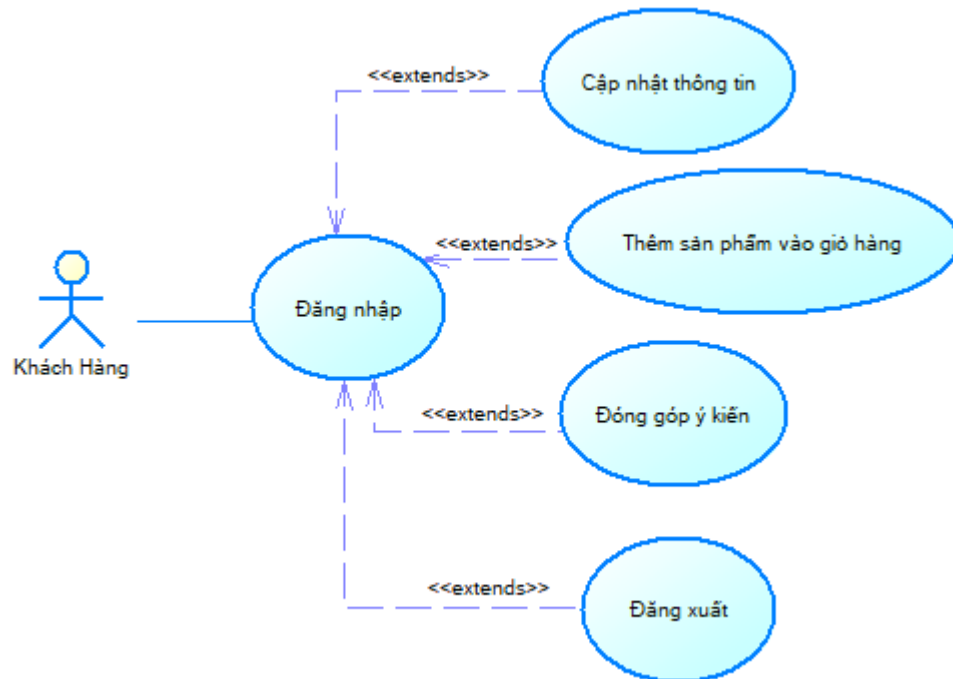 <<extends>>
Cập nhật thông tin
<<extends>>
Thêm sản phẩm vào giỏ hàng
Đăng nhập
Khách Hàng
<<extends>>
Đóng góp ý kiến
<<extends>>
Đăng xuất